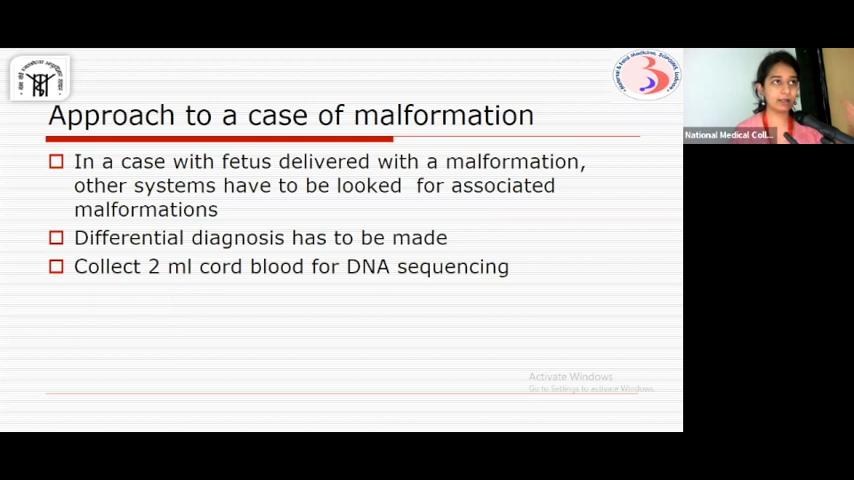 Approach to a case of malformation
In a case with fetus delivered with a malformation,
other systems have to be looked for associated
malformations
Differential diagnosis has to be made
Collect 2 ml cord blood for DNA sequencing
Activate Windows
Go to Settings to activate Windows.
National Medical Coll...